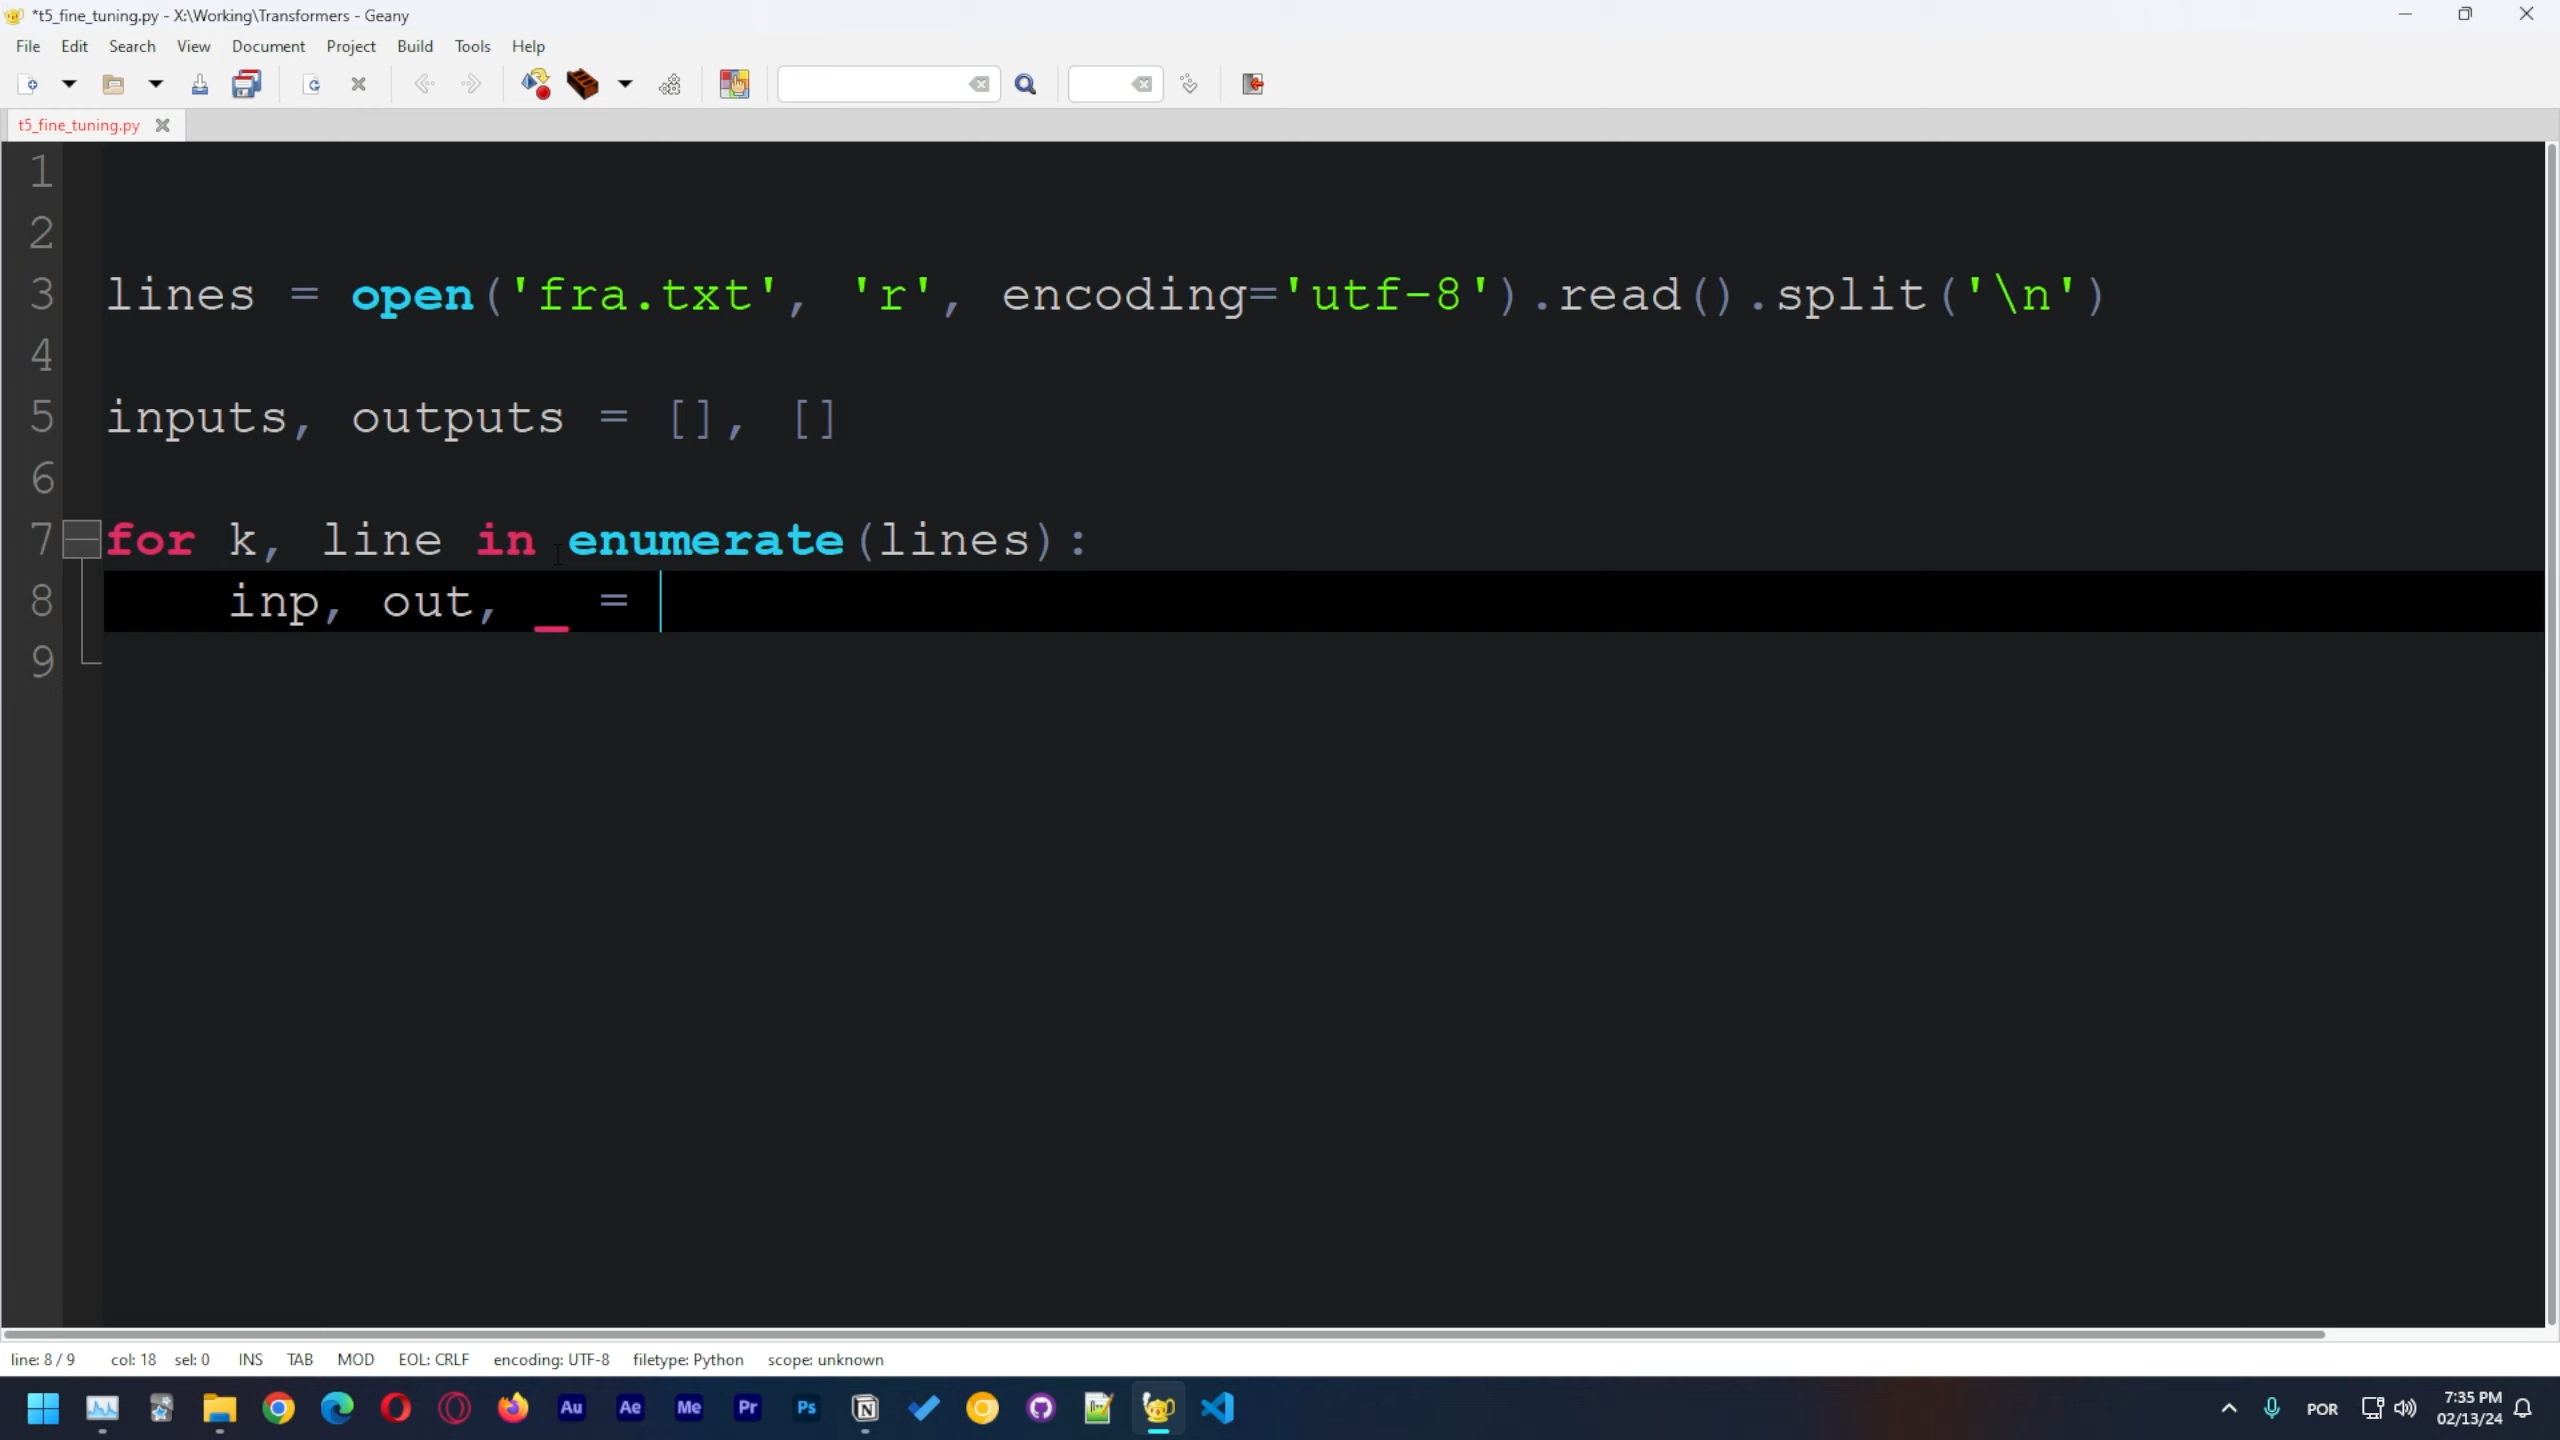 *t5_fine_tuning.py - X:\Working\Transformers - Geany
File Edit Search View Document Project Build Tools Help
t5_fine_tuning.py
1
2
3 lines = open('fra.txt', 'r', encoding='utf-8').read().split('\n')
4
5 inputs, outputs = [], []
6
7 for k, line in enumerate(lines):
8 inp, out, _ =
9
line: 8 / 9 col: 18 sel: 0 INS TAB MOD EOL: CRLF encoding: UTF-8 filetype: Python scope: unknown
Au Ae Me Pr Ps N POR 7:35 PM
02/13/24